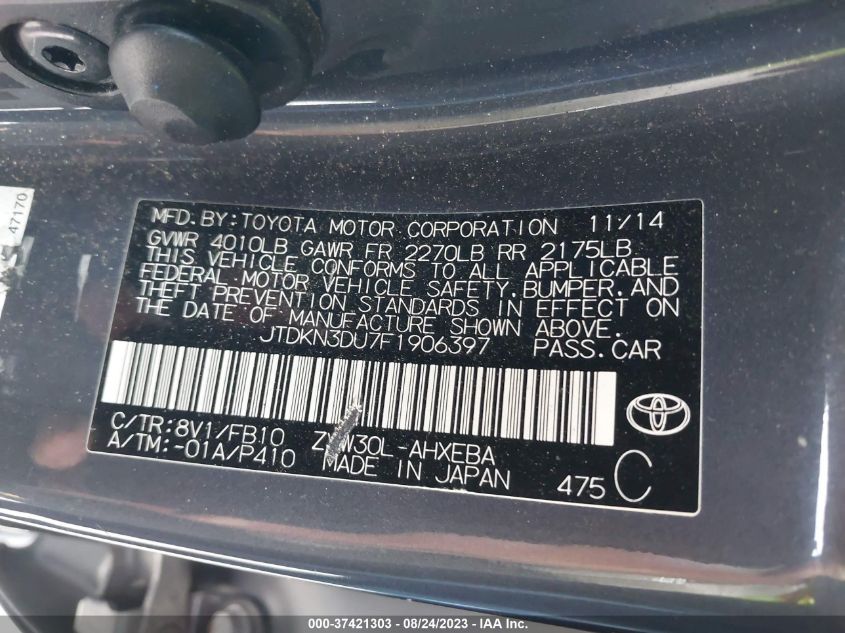 47170
MFD. BY: TOYOTA MOTOR CORPORATION 11/14
GVWR 4010LB GAWR FR 2270LB RR 2175LB
THIS VEHICLE CONFORMS TO ALL APPLICABLE
FEDERAL MOTOR VEHICLE SAFETY, BUMPER, AND
THEFT PREVENTION STANDARDS IN EFFECT ON
THE DATE OF MANUFACTURE SHOWN ABOVE.
JTDKN3DU7F1906397 PASS.CAR
C/TR:8V1/FB10 W30L-AHXEBA
A/TM:-01A/P410 MADE IN JAPAN
475 C
000-37421303 - 08/24/2023 - IAA Inc.